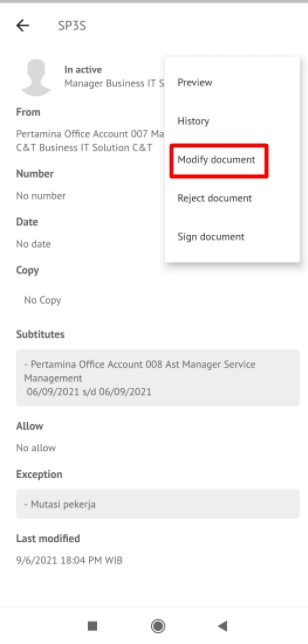 SP3S
In active
Manager Business IT S
Preview
History
Modify document
Reject document
Sign document
From
Pertamina Office Account 007 Ma
C&T Business IT Solution C&T
Number
No number
Date
No date
Copy
No Copy
Subtitutes
- Pertamina Office Account 008 Ast Manager Service
Management
06/09/2021 s/d 06/09/2021
Allow
No allow
Exception
- Mutasi pekerja
Last modified
9/6/2021 18:04 PM WIB